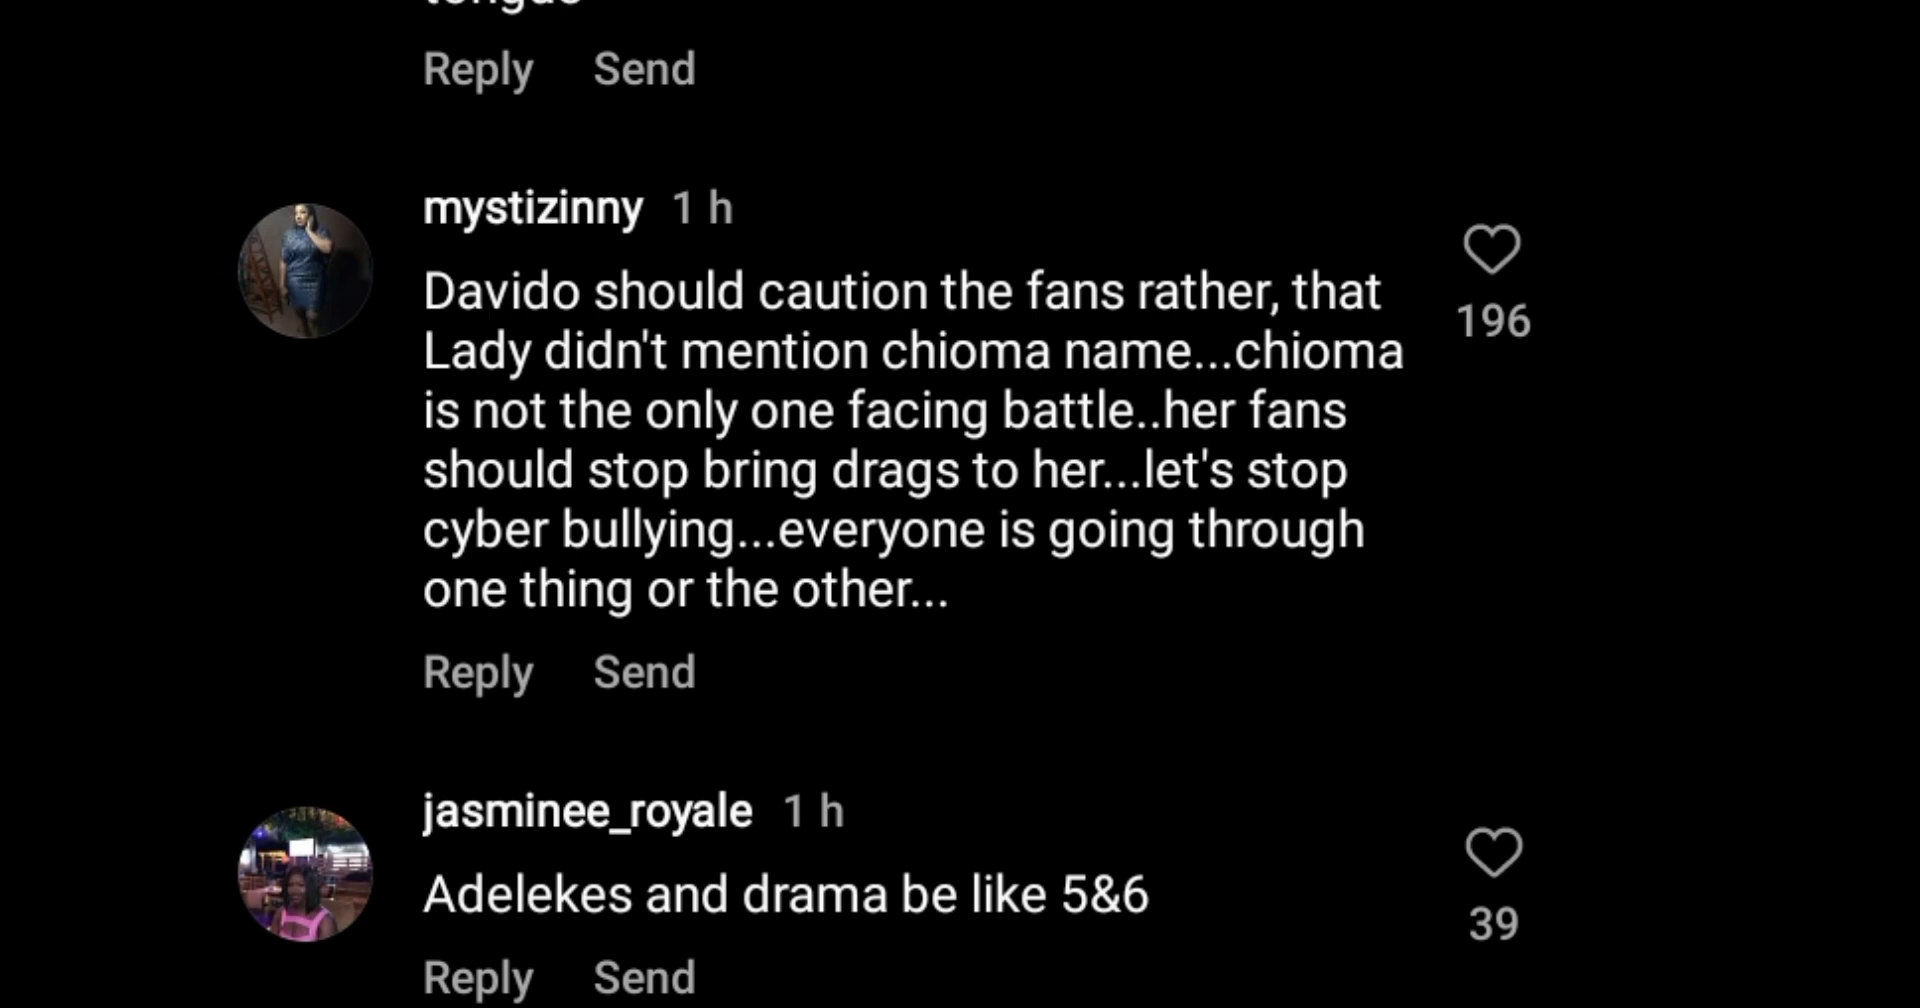 Reply Send
mystizinny 1 h
Davido should caution the fans rather, that
Lady didn't mention chioma name...chioma
is not the only one facing battle..her fans
should stop bring drags to her...let's stop
cyber bullying...everyone is going through
one thing or the other...
196
Reply Send
jasminee_royale 1 h
Adelekes and drama be like 5&6
39
Reply Send